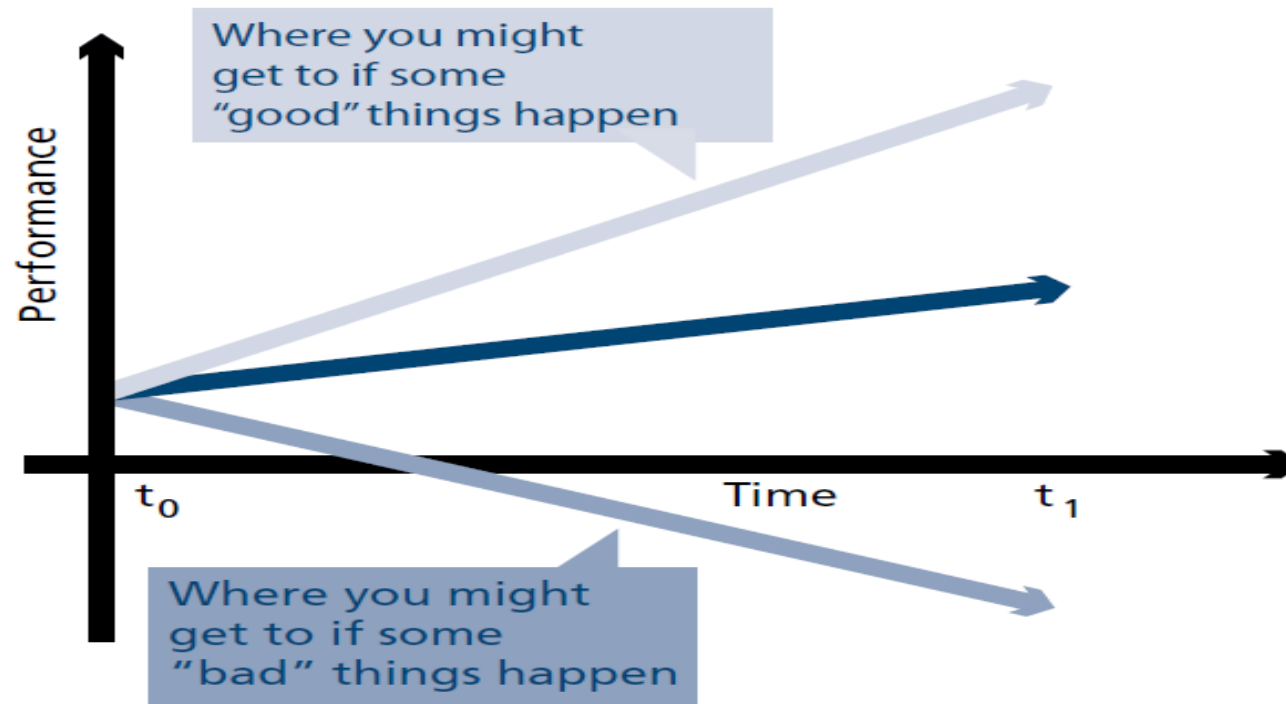 Where you might
get to if some
“good” things happen
Performance
t₀
Time
t₁
Where you might
get to if some
“bad” things happen